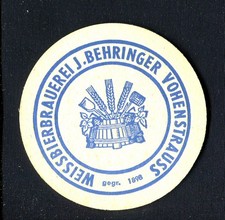 WEISSBIERBRAUEREI J. BEHRINGER VOHENSTRAUSS
gegr. 1898